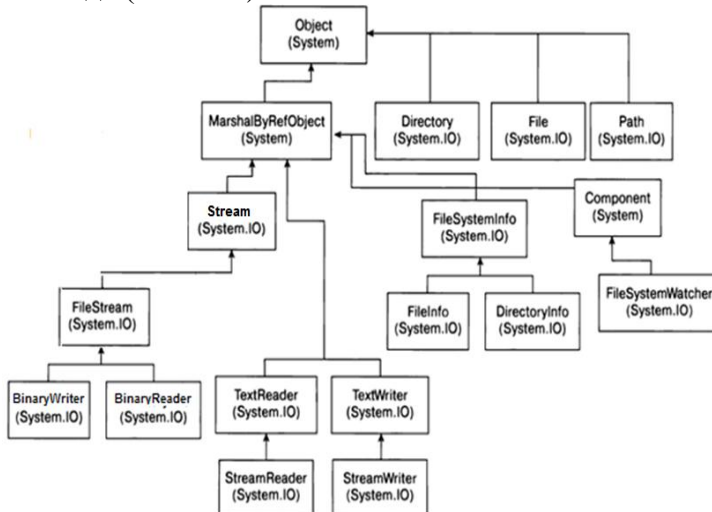 Object
(System)
MarshalByRefObject
(System)
Directory
(System.IO)
File
(System.IO)
Path
(System.IO)
Stream
(System.IO)
FileSystemInfo
(System.IO)
Component
(System)
FileStream
(System.IO)
FileInfo
(System.IO)
DirectoryInfo
(System.IO)
FileSystemWatcher
(System.IO)
BinaryWriter
(System.IO)
BinaryReader
(System.IO)
TextReader
(System.IO)
TextWriter
(System.IO)
StreamReader
(System.IO)
StreamWriter
(System.IO)